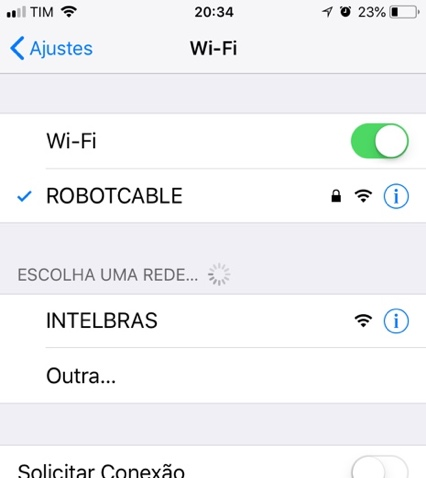 TIM 20:34 23%
Ajustes Wi-Fi
Wi-Fi
ROBOTCABLE
ESCOLHA UMA REDE...
INTELBRAS
Outra...
Solicitar Conexão